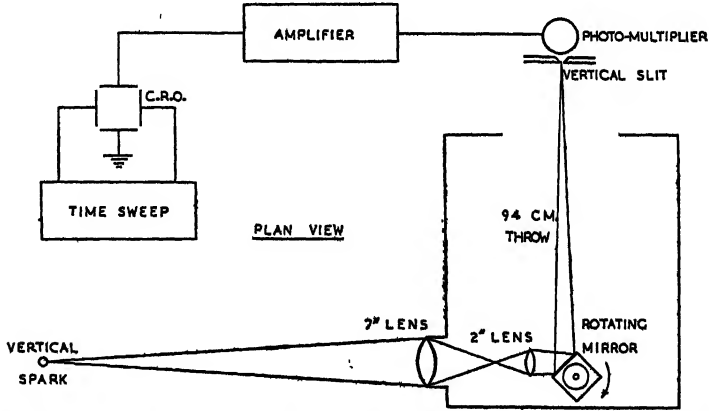 AMPLIFIER
PHOTO-MULTIPLIER
VERTICAL SLIT
C.R.O.
TIME SWEEP
PLAN VIEW
94 CM.
THROW
7" LENS
2" LENS
ROTATING
MIRROR
VERTICAL
SPARK